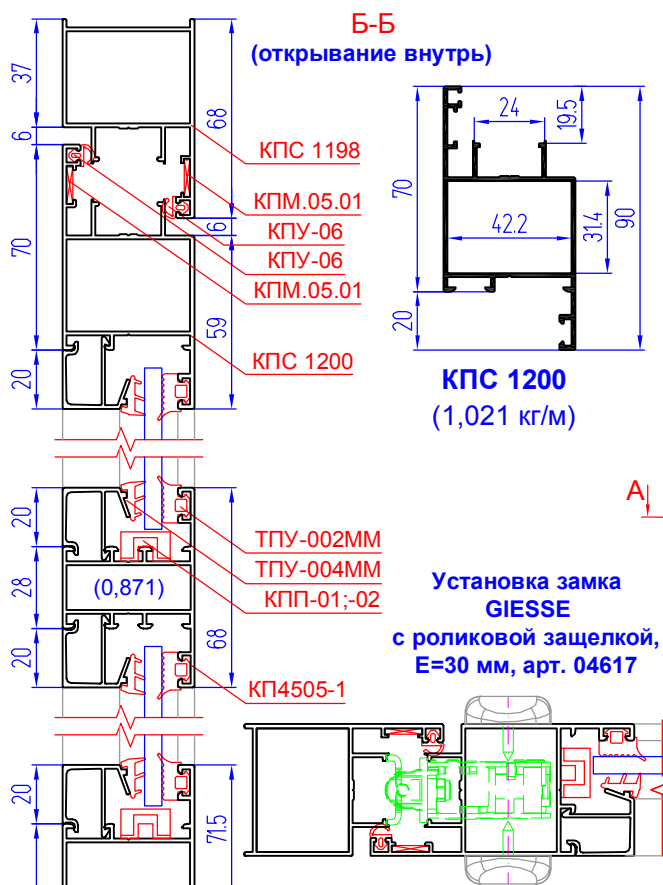 Б-Б
(открывание внутрь)
37
6
70
20
68
6
59
КПС 1198
КПМ.05.01
КПУ-06
КПУ-06
КПМ.05.01
КПС 1200
24
19.5
70
42.2
31.4
90
20
КПС 1200
(1,021 кг/м)
А
20
28
20
(0,871)
68
ТПУ-002ММ
ТПУ-004ММ
КПП-01;-02
КП4505-1
Установка замка
GIESSE
с роликовой защелкой,
Е=30 мм, арт. 04617
20
71.5